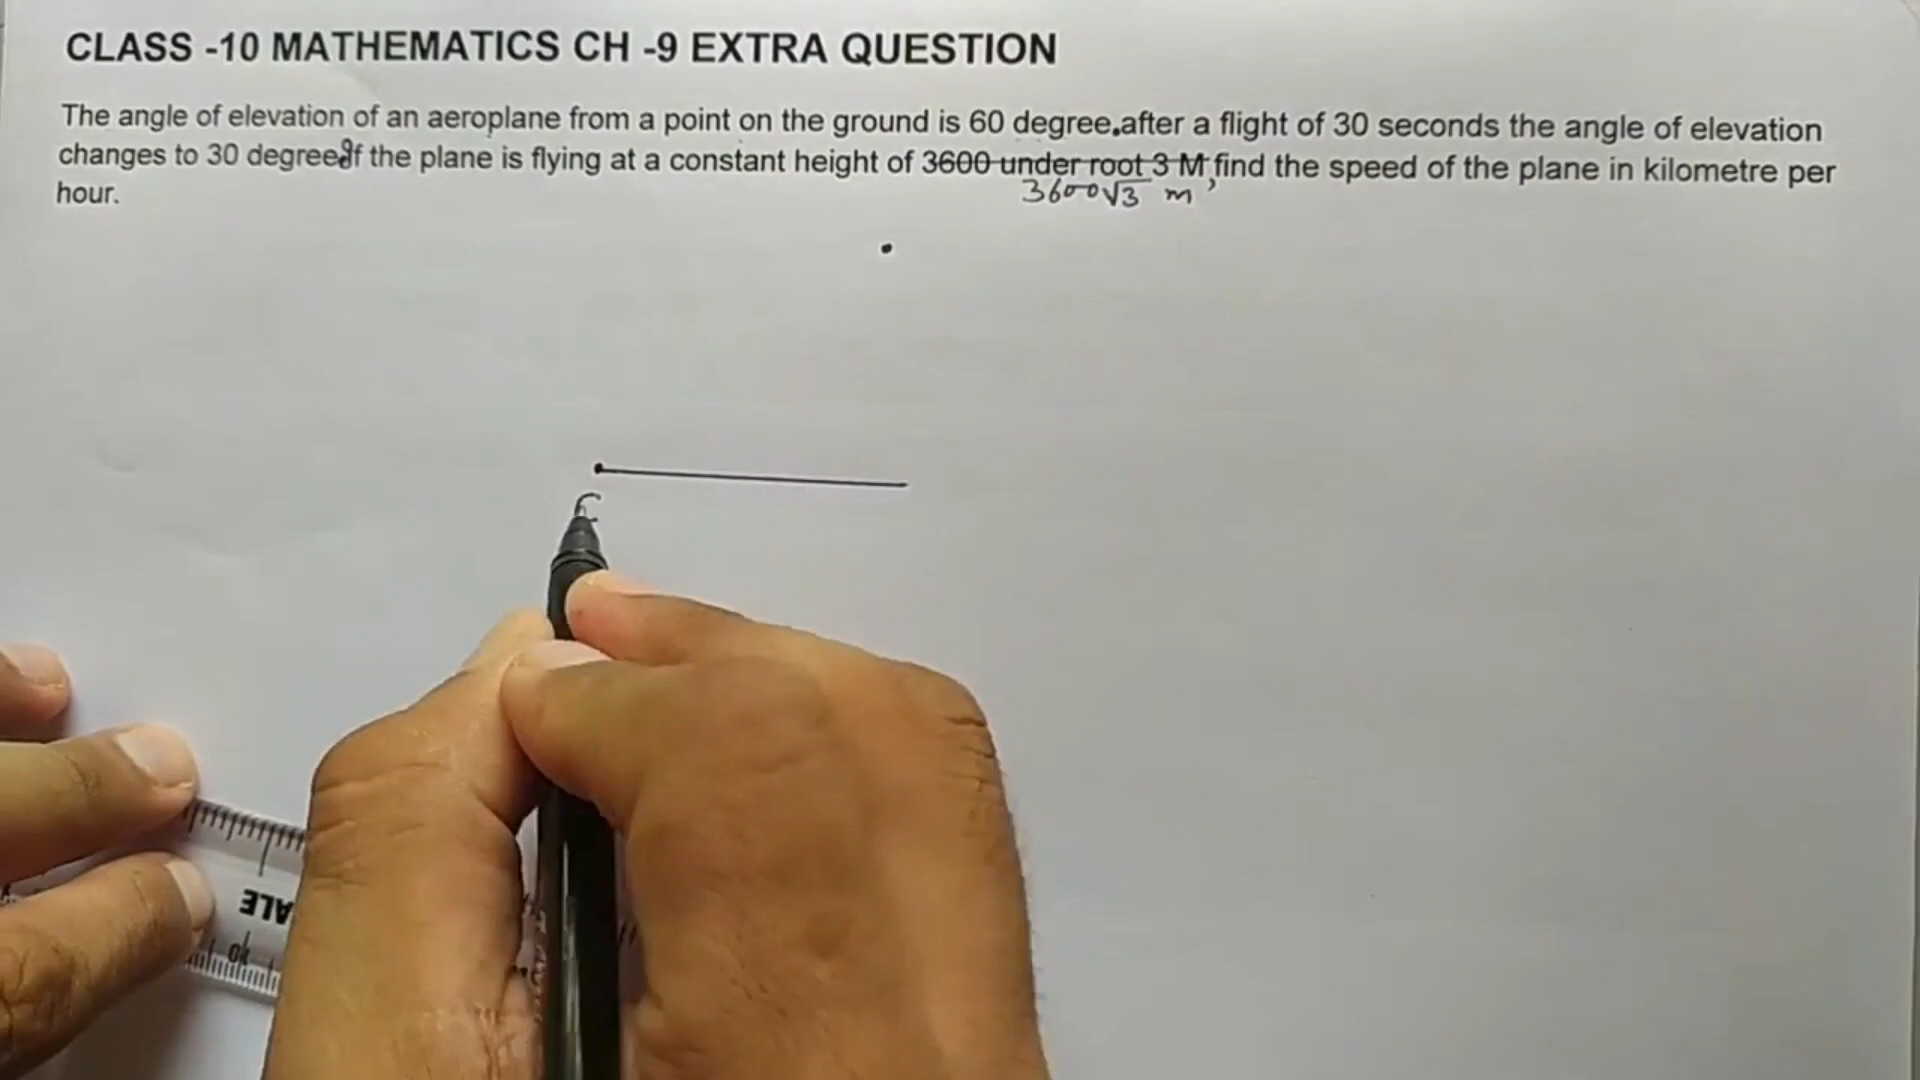 CLASS -10 MATHEMATICS CH -9 EXTRA QUESTION
The angle of elevation of an aeroplane from a point on the ground is 60 degree.after a flight of 30 seconds the angle of elevation
changes to 30 degree If the plane is flying at a constant height of 3600 under root 3 M,find the speed of the plane in kilometre per
3600√3 m
hour.